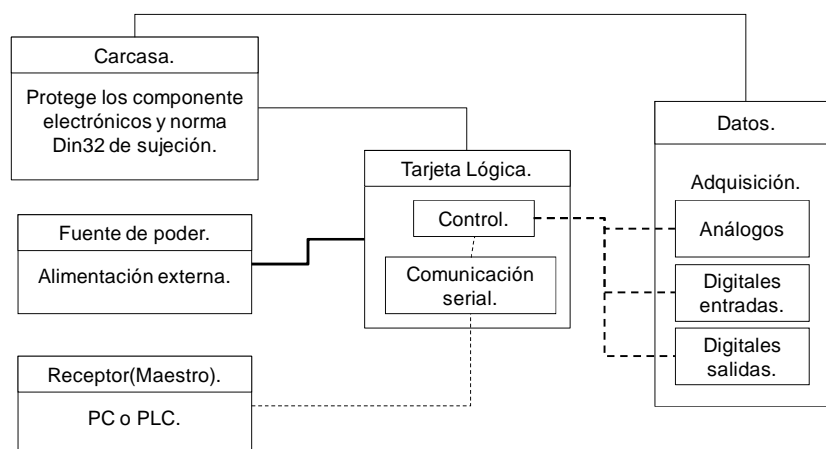 Carcasa.
Protege los componente
electrónicos y norma
Din32 de sujeción.
Fuente de poder.
Alimentación externa.
Receptor(Maestro).
PC o PLC.
Tarjeta Lógica.
Control.
Comunicación
serial.
Datos.
Adquisición.
Análogos
Digitales
entradas.
Digitales
salidas.